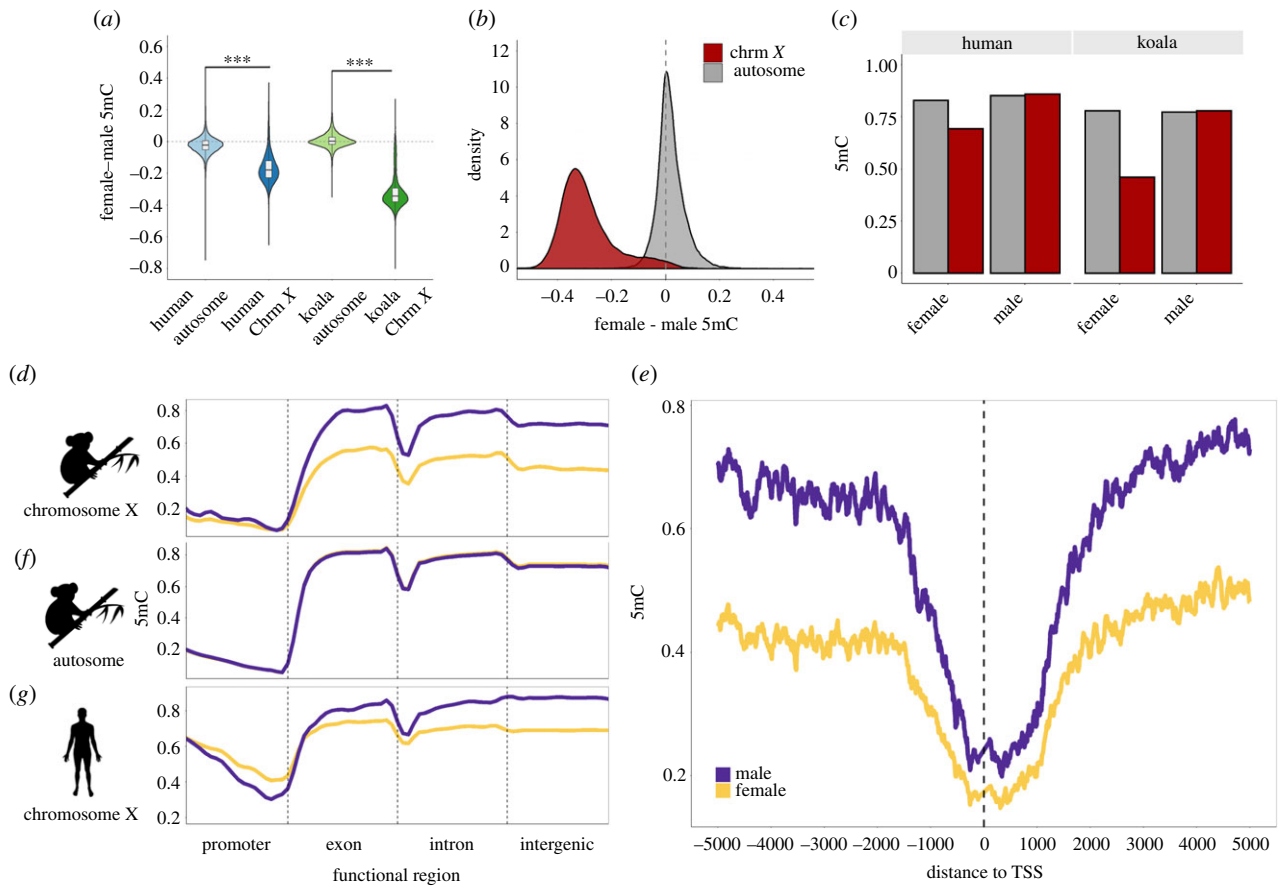 (a)
0.6
0.4
0.2
0
−0.2
−0.4
−0.6
−0.8
female–male 5mC
***
***
human
autosome
human
Chrm X
koala
autosome
koala
Chrm X
(b)
12
10
8
6
4
2
0
density
chrm X
autosome
−0.4
−0.2
0
0.2
0.4
female - male 5mC
(c)
human
koala
1.00
0.75
0.50
0.25
0
5mC
female
male
female
male
(d)
chromosome X
0.8
0.6
0.4
0.2
(f)
autosome
5mC
0.8
0.6
0.4
0.2
(g)
chromosome X
0.8
0.6
0.4
0.2
promoter
exon
intron
intergenic
functional region
(e)
0.8
0.6
0.4
0.2
5mC
male
female
−5000
−4000
−3000
−2000
−1000
0
1000
2000
3000
4000
5000
distance to TSS